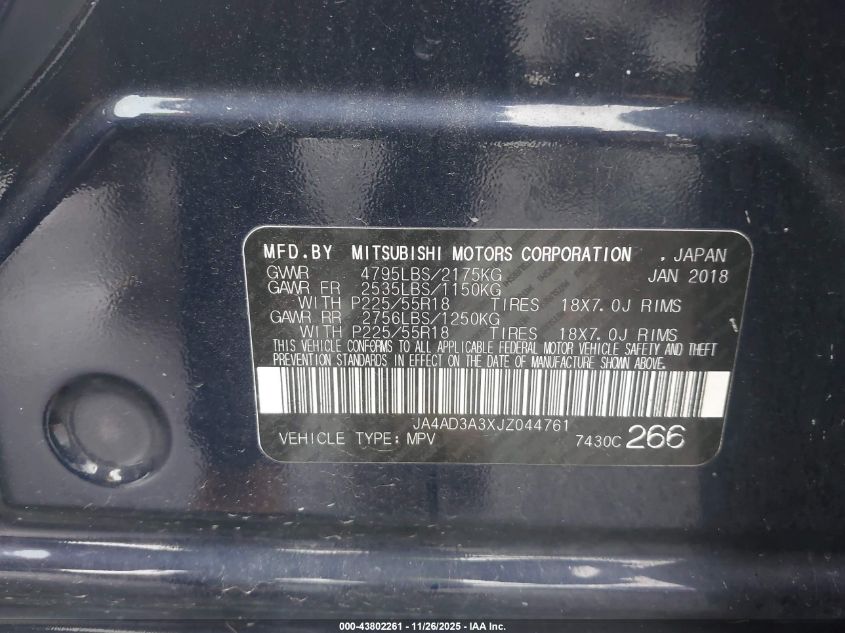 MFD.BY MITSUBISHI MOTORS CORPORATION , JAPAN
GVWR 4795LBS/2175KG JAN 2018
GAWR FR 2535LBS/1150KG
WITH P225/55R18 TIRES 18X7.0J RIMS
GAWR RR 2756LBS/1250KG
WITH P225/55R18 TIRES 18X7.0J RIMS
THIS VEHICLE CONFORMS TO ALL APPLICABLE FEDERAL MOTOR VEHICLE SAFETY AND THEFT
PREVENTION STANDARDS IN EFFECT ON THE DATE OF MANUFACTURE SHOWN ABOVE.
JA4AD3A3XJZ044761
VEHICLE TYPE: MPV 7430C 266
000-43802261 - 11/26/2025 - IAA Inc.